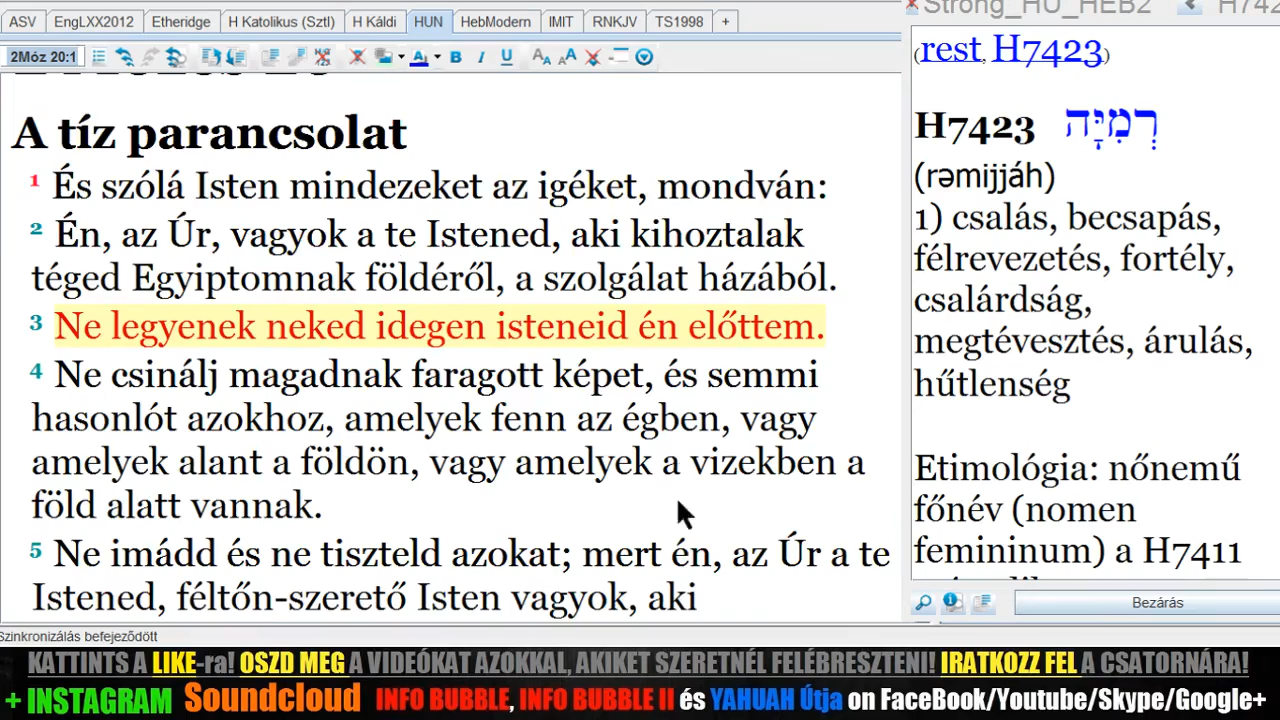 ASV EngLXX2012 Etheridge H Katolikus (Sztl) H Káldi HUN HebModern IMIT RNKJV TS1998 +
2Móz 20:1
A tíz parancsolat
1 És szólá Isten mindezeket az igéket, mondván:
2 Én, az Úr, vagyok a te Istened, aki kihoztalak
téged Egyiptomnak földéről, a szolgálat házából.
3 Ne legyenek neked idegen isteneid én előttem.
4 Ne csinálj magadnak faragott képet, és semmi
hasonlót azokhoz, amelyek fenn az égben, vagy
amelyek alant a földön, vagy amelyek a vizekben a
föld alatt vannak.
5 Ne imádd és ne tiszteld azokat; mert én, az Úr a te
Istened, féltőn-szerető Isten vagyok, aki
Szinkronizálás befejeződött
Strong_HU_HEB2
(rest, H7423)
H7423 רְמִיָּה
(rəmijjáh)
1) csalás, becsapás,
félrevezetés, fortély,
csalárdság,
megtévesztés, árulás,
hűtlenség
Etimológia: nőnemű
főnév (nomen
femininum) a H7411
Bezárás
KATTINTS A LIKE-ra! OSZD MEG A VIDEÓKAT AZOKKAL, AKIKET SZERETNÉL FELÉBRESZTENI! IRATKOZZ FEL A CSATORNÁRA!
+ INSTAGRAM Soundcloud INFO BUBBLE, INFO BUBBLE II és YAHUAH Útja on FaceBook/Youtube/Skype/Google+